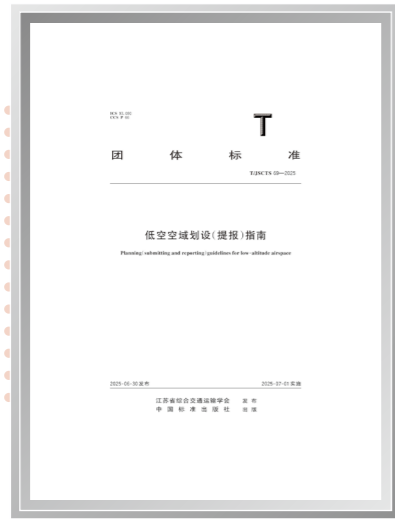 T
团体标准
T/JSCTS 69—2025
低空空域划设(提报)指南
Planning(submitting and reporting)guidelines for low-altitude airspace
2025-06-30发布 2025-07-01实施
江苏省综合交通运输学会 发布
中国标准出版社 出版